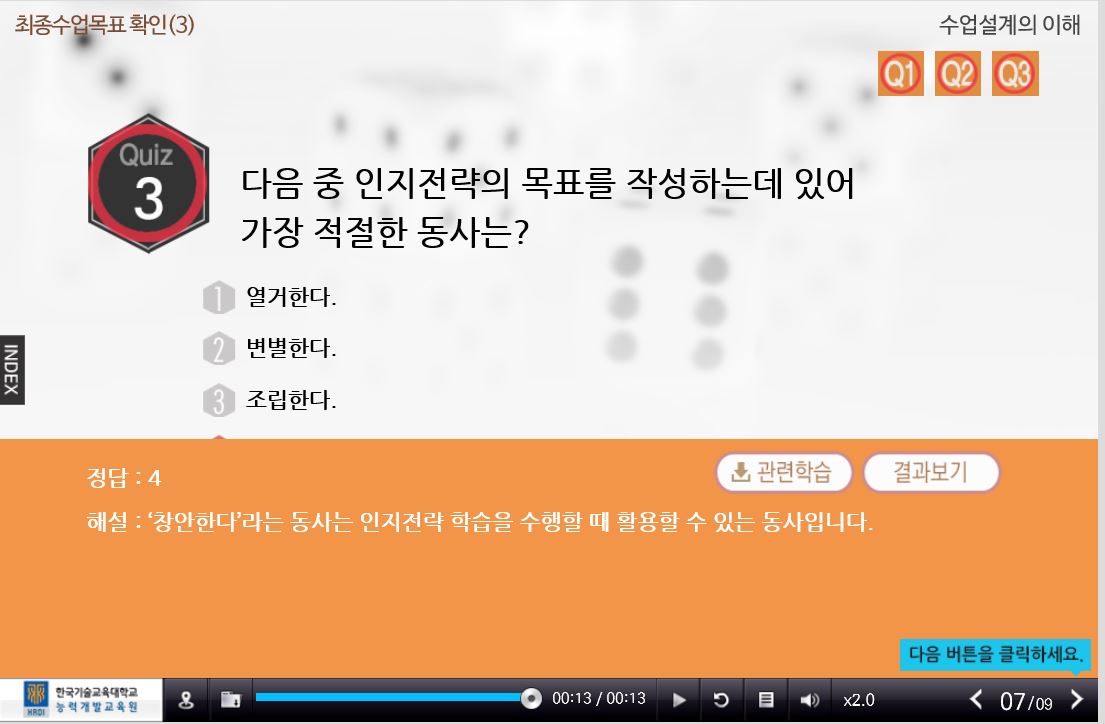 최종수업목표 확인(3)
수업설계의 이해
Q1 Q2 Q3
Quiz
3
다음 중 인지전략의 목표를 작성하는데 있어
가장 적절한 동사는?
1 열거한다.
2 변별한다.
3 조립한다.
INDEX
정답 : 4
관련학습
결과보기
해설 : ‘창안한다’라는 동사는 인지전략 학습을 수행할 때 활용할 수 있는 동사입니다.
다음 버튼을 클릭하세요.
HRDI
한국기술교육대학교
능력개발교육원
00:13 / 00:13
x2.0
07/09